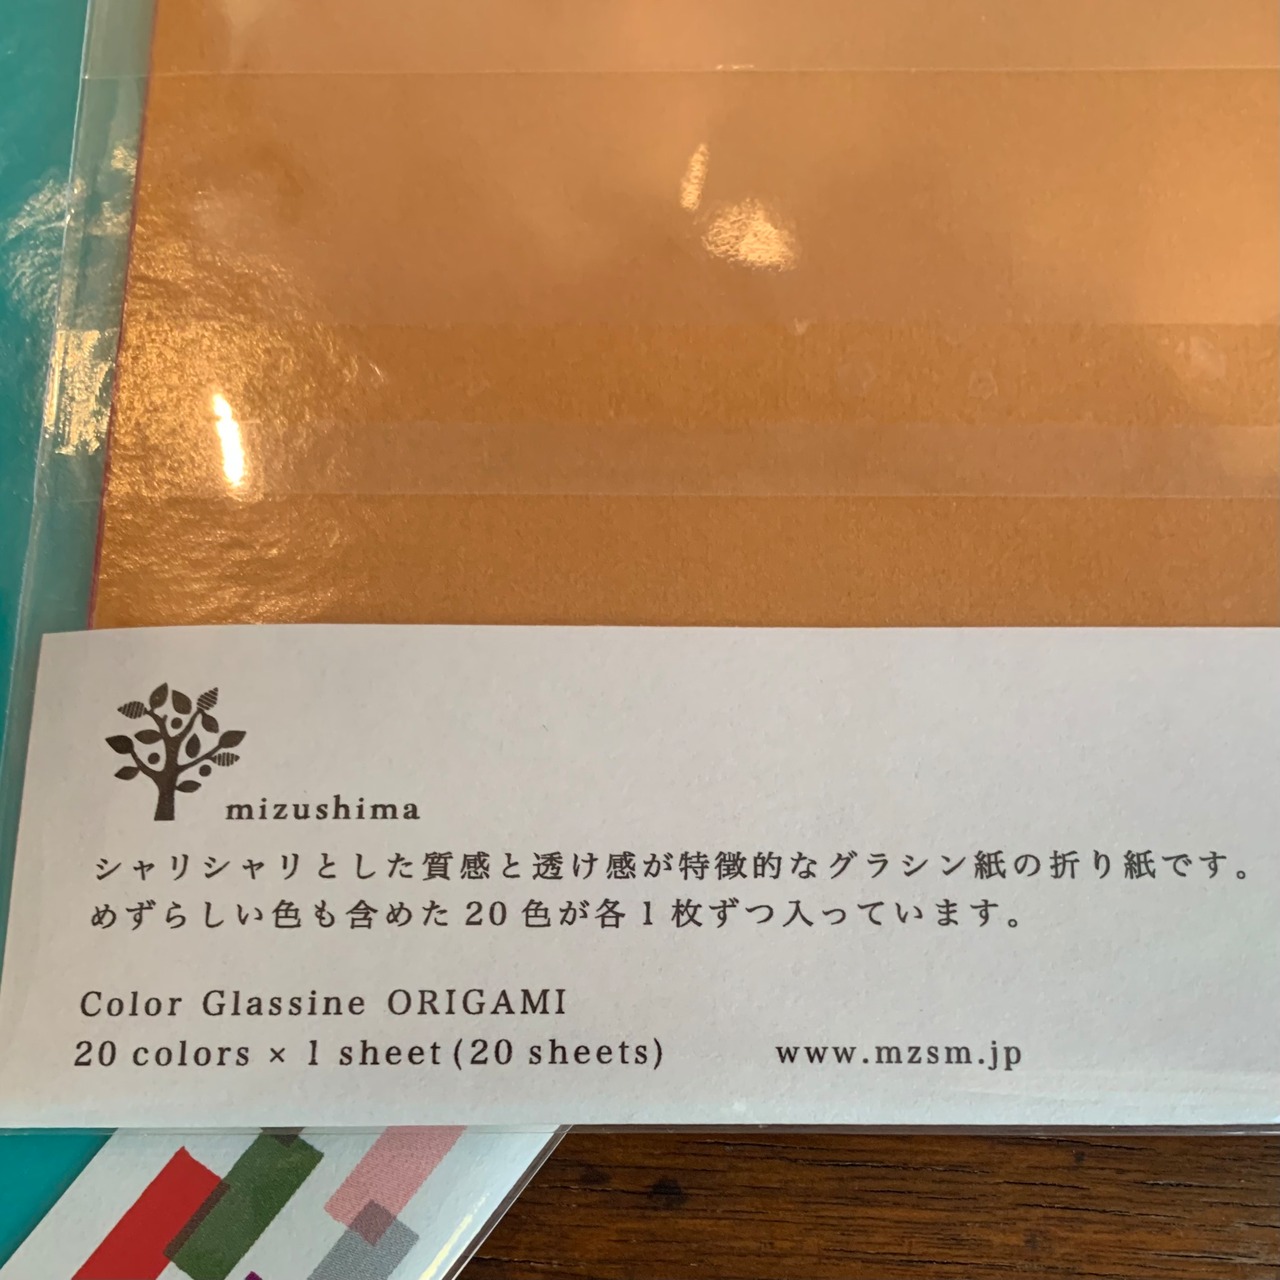 mizushima
シャリシャリとした質感と透け感が特徴的なグラシン紙の折り紙です。
めずらしい色も含めた20色が各1枚ずつ入っています。
Color Glassine ORIGAMI
20 colors × 1 sheet (20 sheets)
www.mzsm.jp